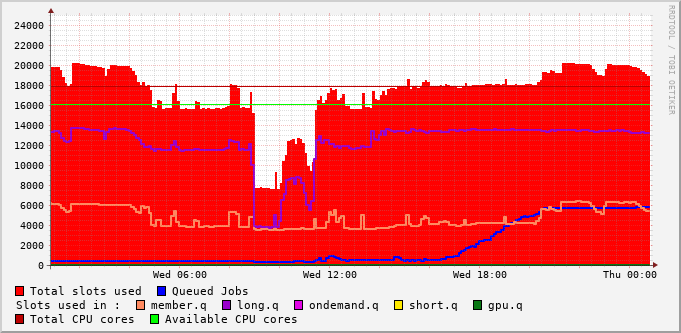 RRDTOOL / TOBI OETIKER
24000
22000
20000
18000
16000
14000
12000
10000
8000
6000
4000
2000
0
Wed 06:00 Wed 12:00 Wed 18:00 Thu 00:00
Total slots used Queued Jobs
Slots used in : member.q long.q ondemand.q short.q gpu.q
Total CPU cores Available CPU cores